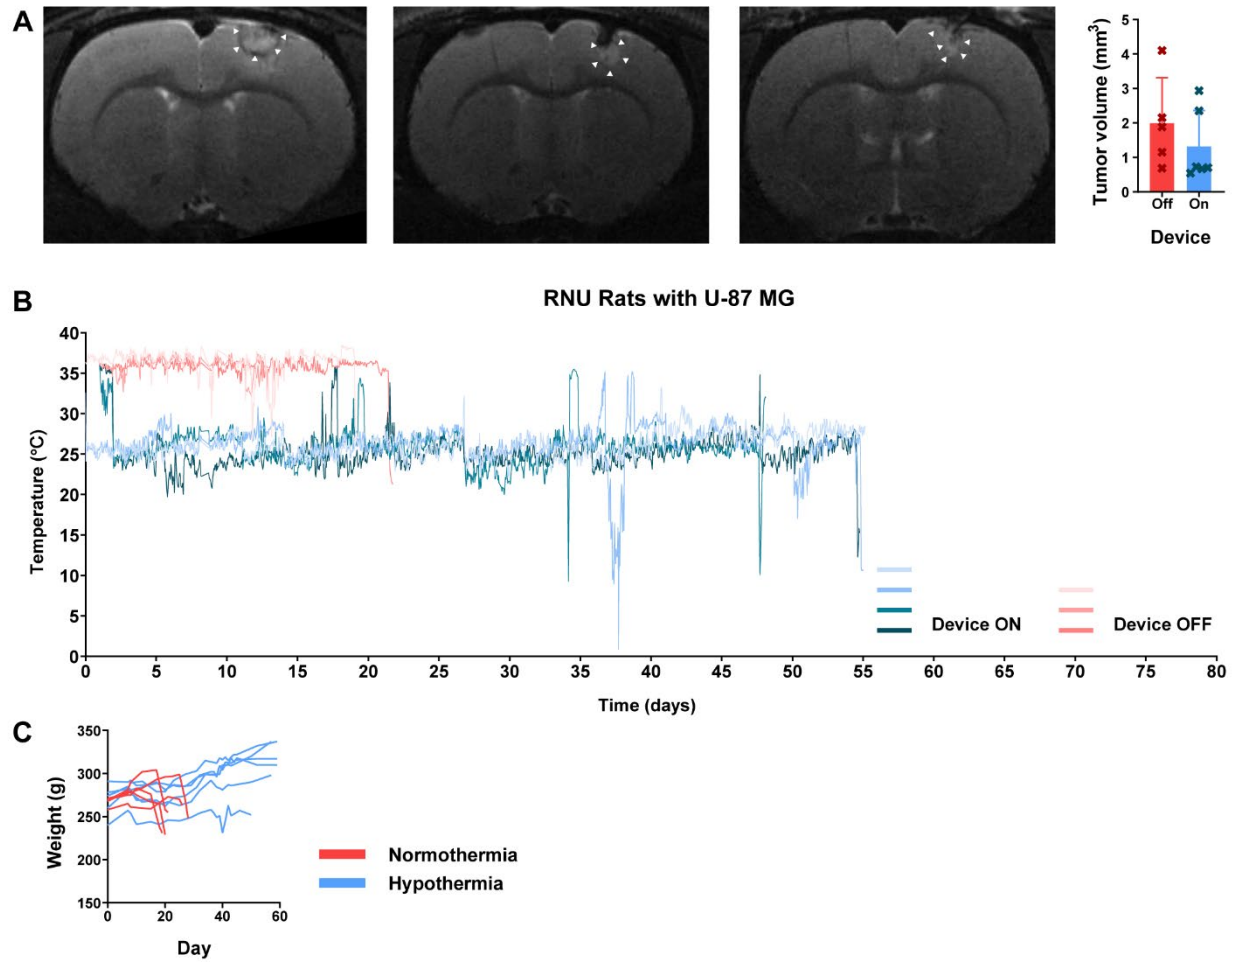 A
Tumor volume (mm3)
5
4
3
2
1
0
Off On
Device
B
RNU Rats with U-87 MG
Temperature (°C)
40
35
30
25
20
15
10
5
0
0 5 10 15 20 25 30 35 40 45 50 55 60 65 70 75 80
Time (days)
Device ON
Device OFF
C
Weight (g)
350
300
250
200
150
0 20 40 60
Day
Normothermia
Hypothermia